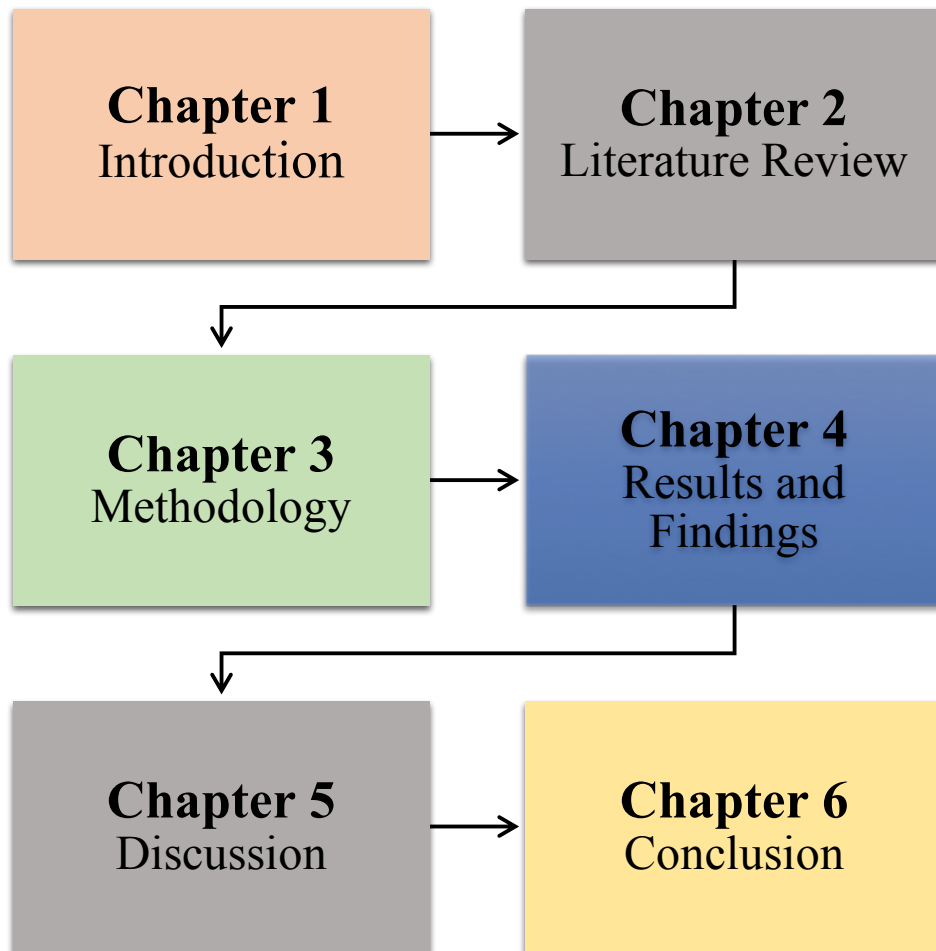 Chapter 1
Introduction
Chapter 2
Literature Review
Chapter 3
Methodology
Chapter 4
Results and
Findings
Chapter 5
Discussion
Chapter 6
Conclusion